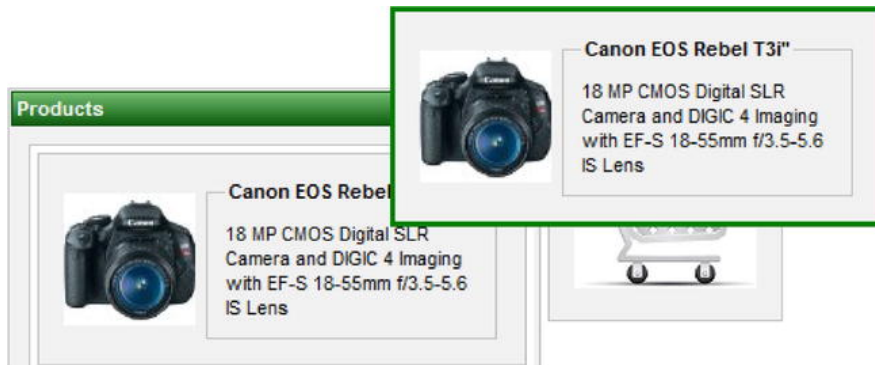 Canon EOS Rebel T3i"
18 MP CMOS Digital SLR
Camera and DIGIC 4 Imaging
with EF-S 18-55mm f/3.5-5.6
IS Lens
Products
Canon EOS Rebel
18 MP CMOS Digital SLR
Camera and DIGIC 4 Imaging
with EF-S 18-55mm f/3.5-5.6
IS Lens